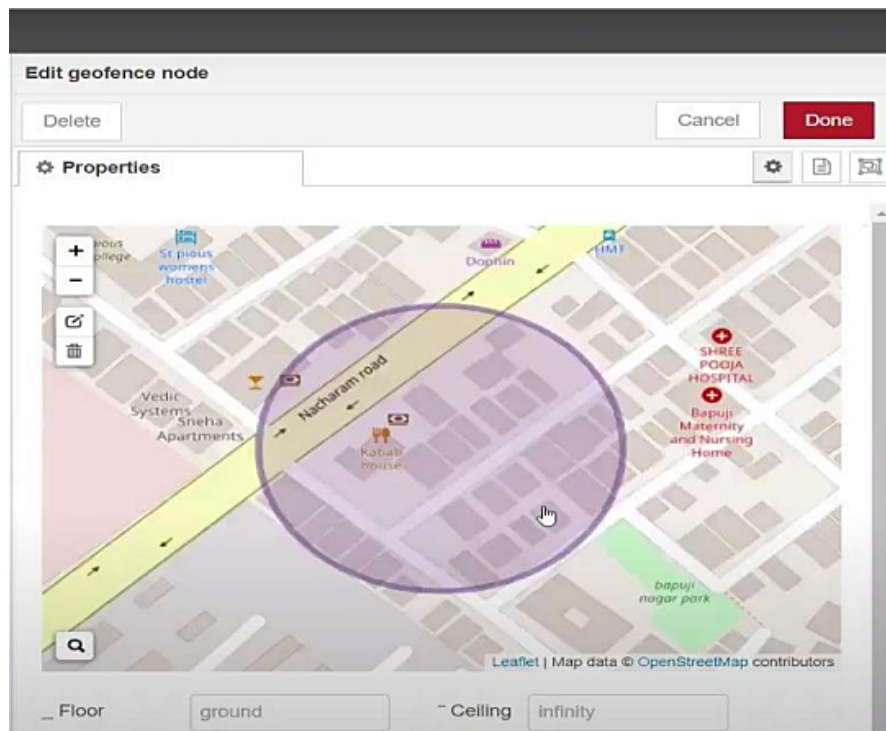 Edit geofence node
Delete
Cancel
Done
Properties
+
−
St pious
womens
hostel
Dophin
HMT
Nacharam road
SHREE
POOJA
HOSPITAL
Bapuji
Maternity
and Nursing
Home
Vedic
Systems
Sneha
Apartments
Kabab
house
bapuji
nagar park
Leaflet | Map data © OpenStreetMap contributors
Floor
ground
Ceiling
infinity